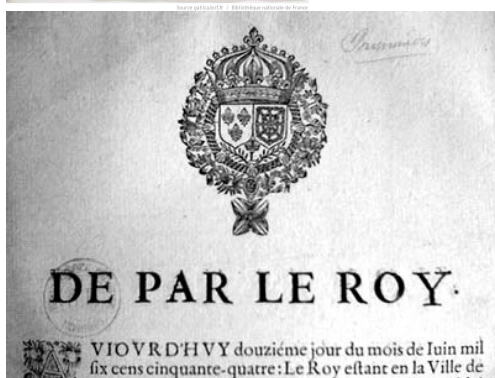 Source gallica.bnf.fr / Bibliothèque nationale de France
DE PAR LE ROY.
AVIOVRD'HVY douziéme jour du mois de Iuin mil
ſix cens cinquante-quatre: Le Roy eſtant en la Ville de